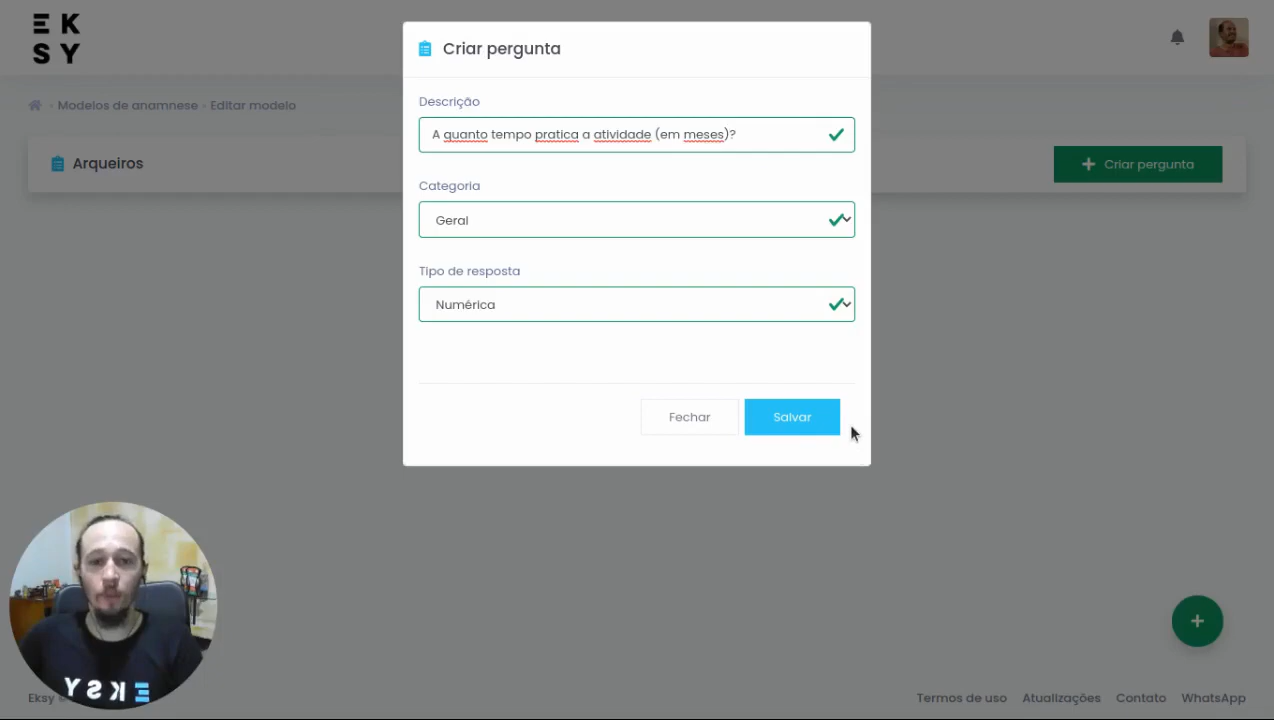 E K
S Y
Criar pergunta
Modelos de anamnese
Editar modelo
Descrição
A quanto tempo pratica a atividade (em meses)?
Arqueiros
Criar pergunta
Categoria
Geral
Tipo de resposta
Numérica
Fechar
Salvar
EKSY
Eksy
Termos de uso
Atualizações
Contato
WhatsApp